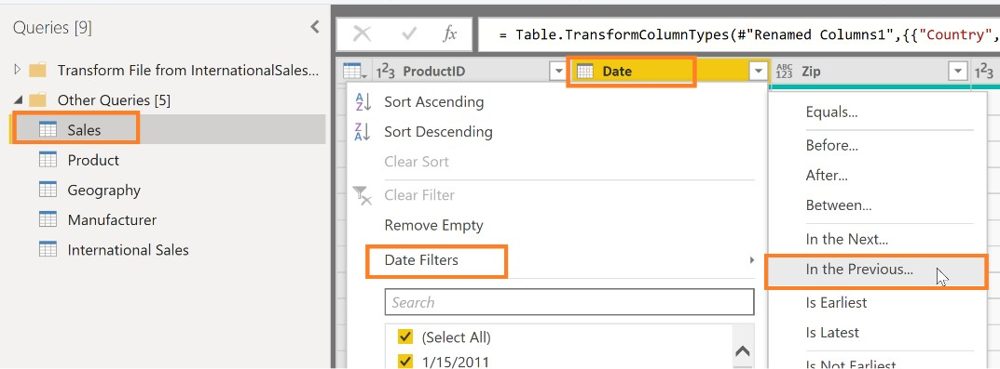 Queries [9]
fx
= Table.TransformColumnTypes(#"Renamed Columns1",{{"Country",
Transform File from InternationalSales...
Other Queries [5]
Sales
Product
Geography
Manufacturer
International Sales
1²3 ProductID
Date
ABC 123 Zip
1²3
A Z Sort Ascending
Z A Sort Descending
Clear Sort
Clear Filter
Remove Empty
Date Filters
Search
(Select All)
1/15/2011
Equals...
Before...
After...
Between...
In the Next...
In the Previous...
Is Earliest
Is Latest
Is Not Earliest